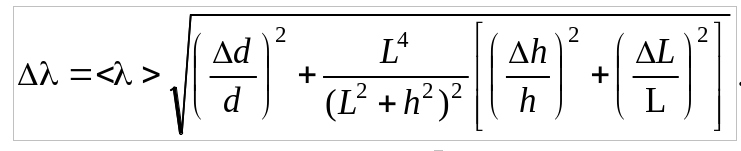 Δλ =<λ> √((Δd/d)² + L⁴/(L² + h²)² [(Δh/h)² + (ΔL/L)²]).